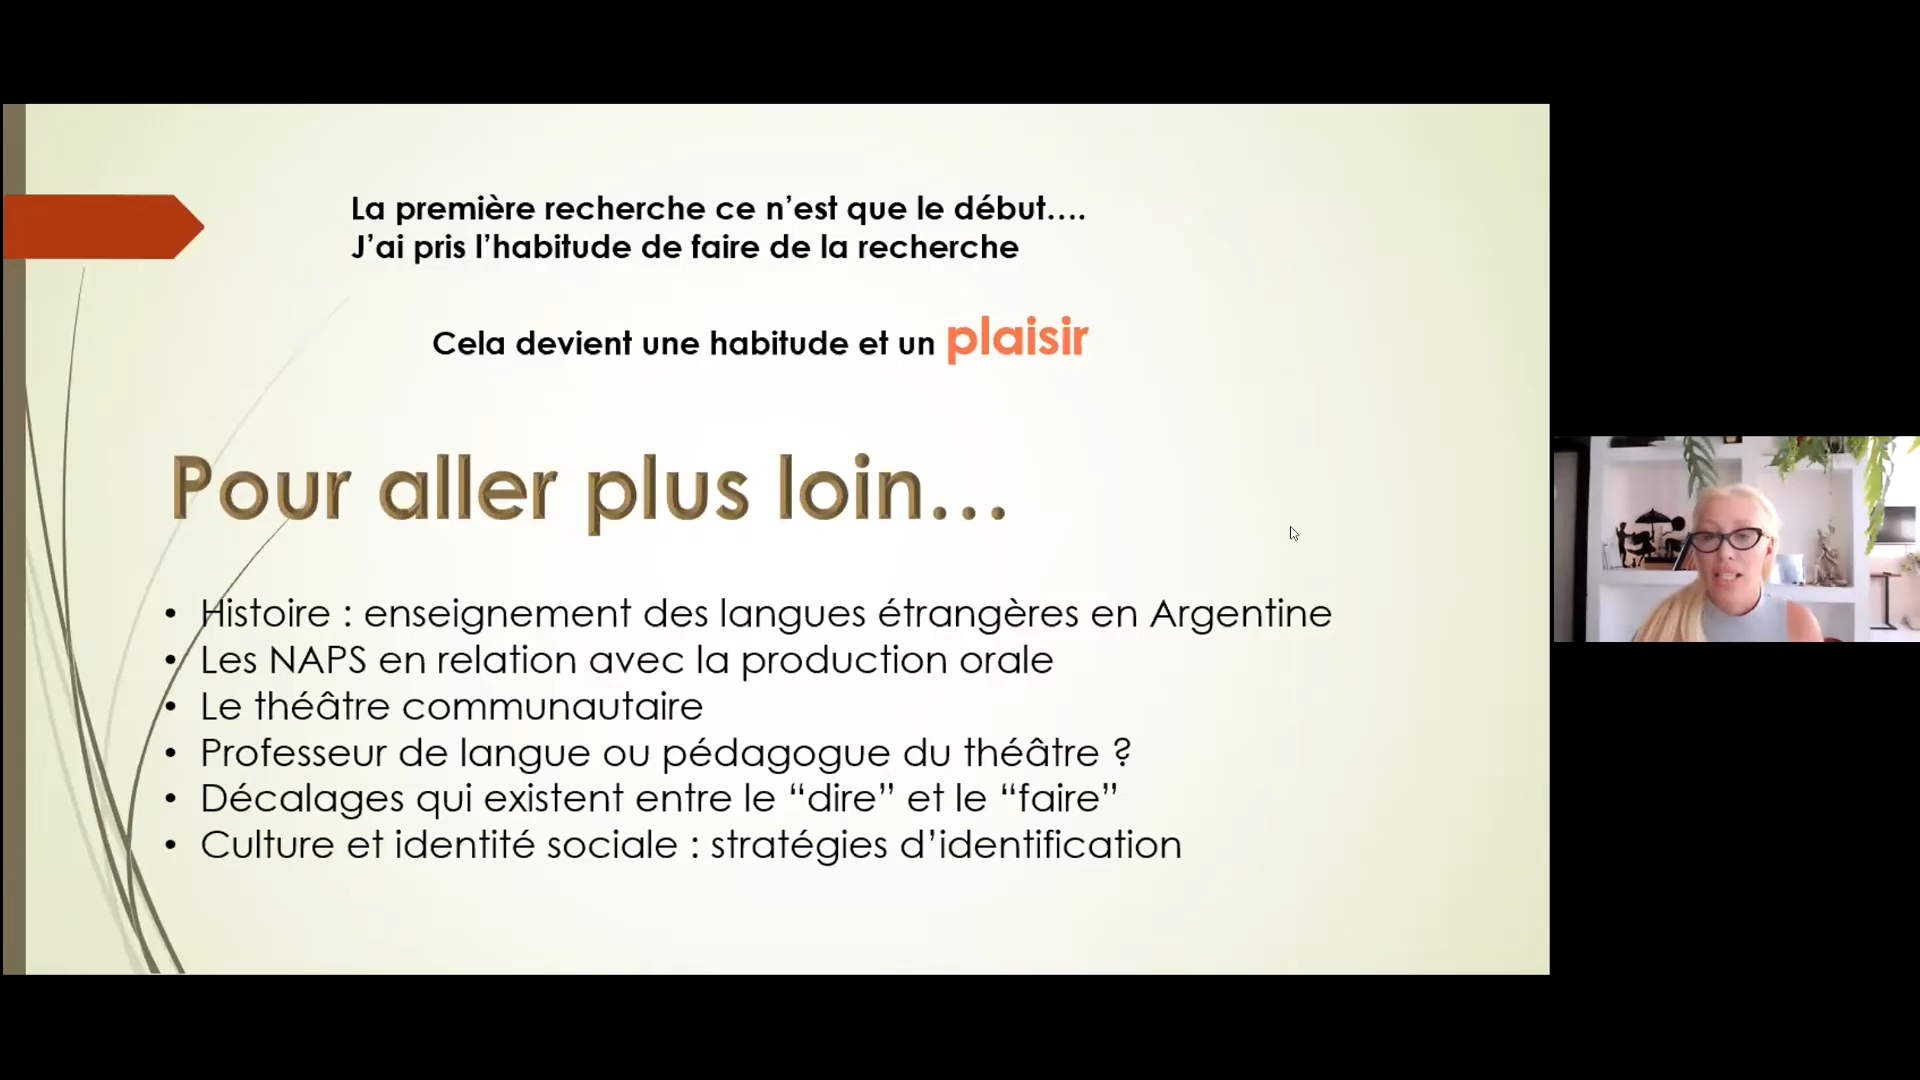 La première recherche ce n’est que le début….
J’ai pris l’habitude de faire de la recherche
Cela devient une habitude et un plaisir
Pour aller plus loin…
• Histoire : enseignement des langues étrangères en Argentine
• Les NAPS en relation avec la production orale
• Le théâtre communautaire
• Professeur de langue ou pédagogue du théâtre ?
• Décalages qui existent entre le “dire” et le “faire”
• Culture et identité sociale : stratégies d’identification